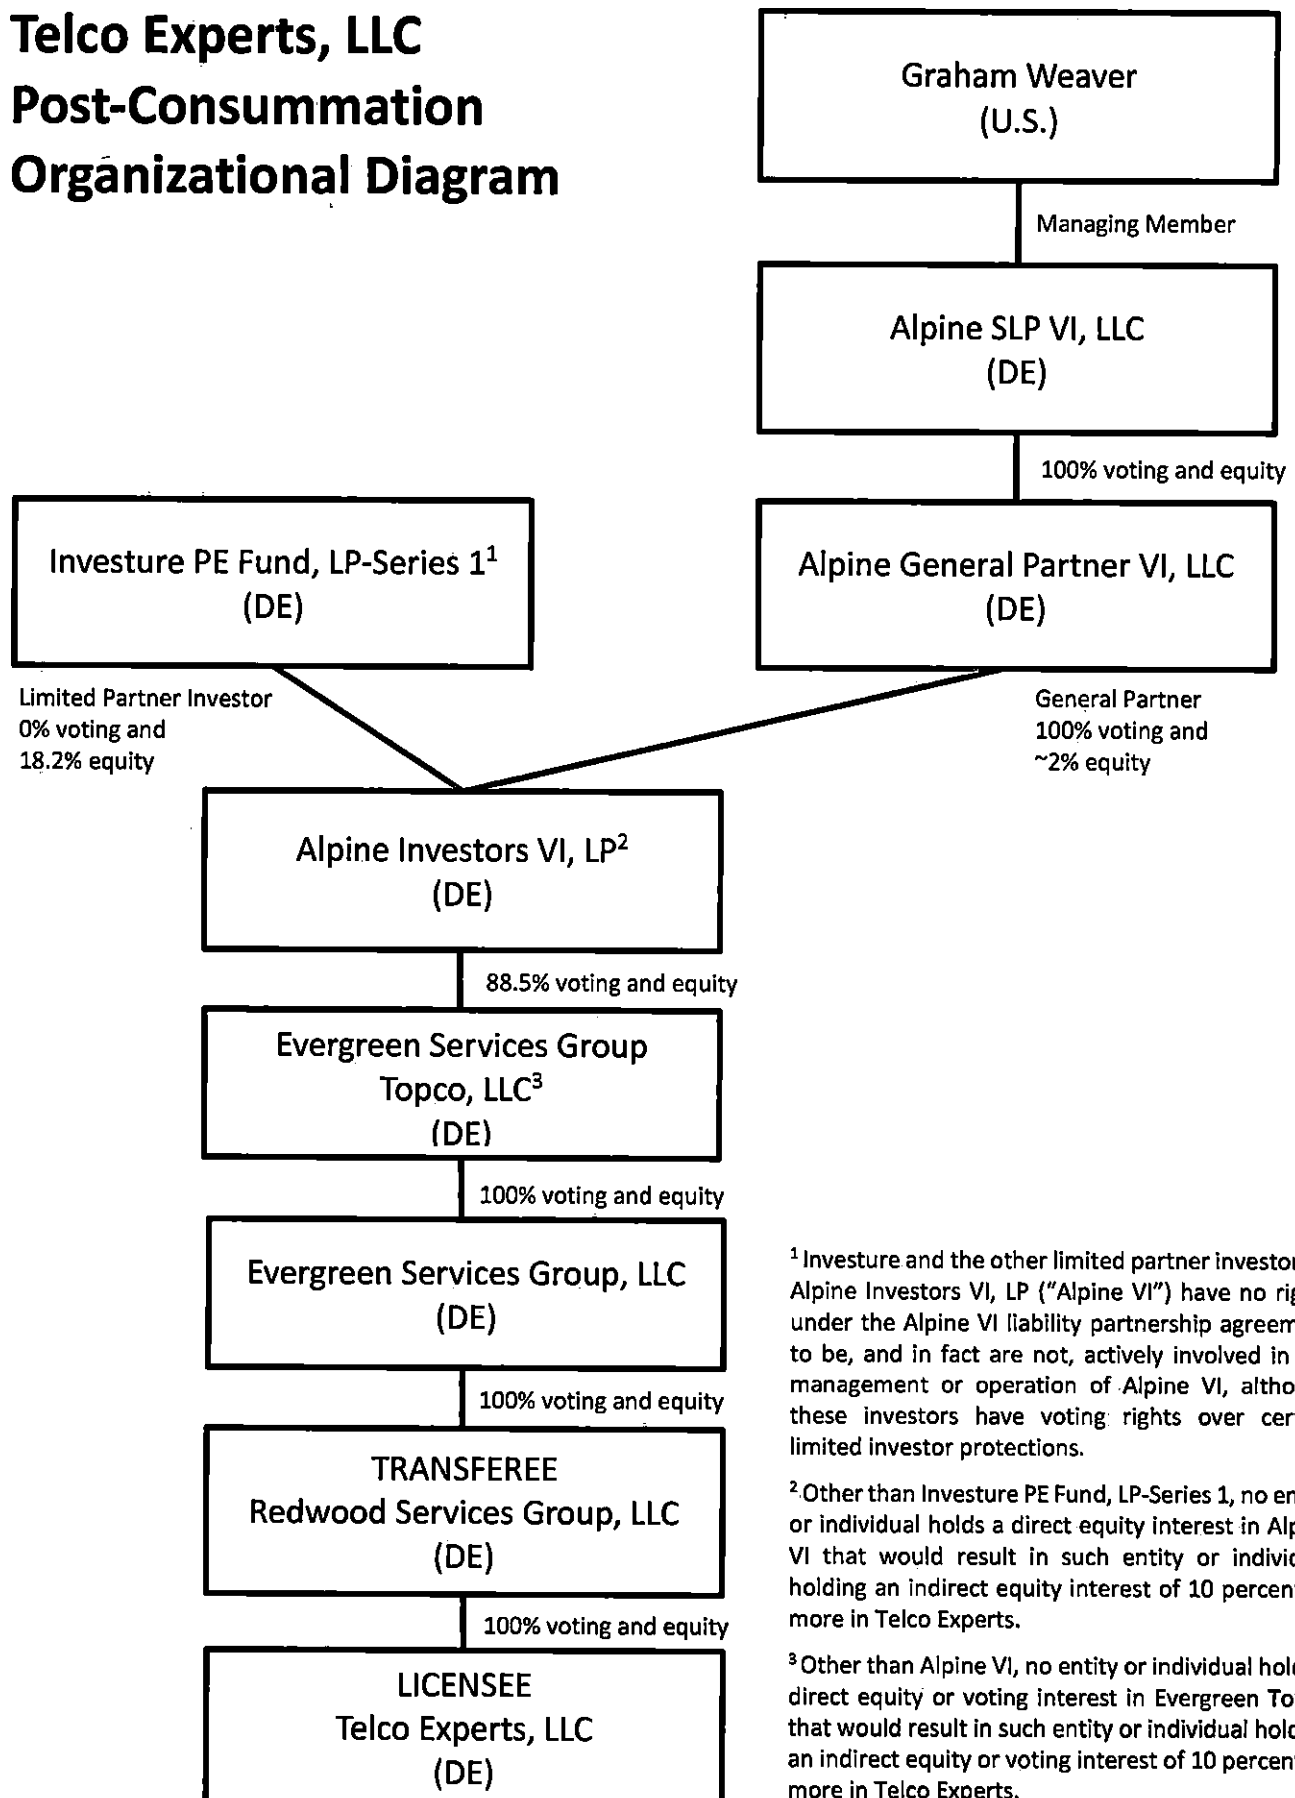 Telco Experts, LLC
Post-Consummation
Organizational Diagram
Graham Weaver
(U.S.)
Managing Member
Alpine SLP VI, LLC
(DE)
100% voting and equity
Investure PE Fund, LP-Series 1¹
(DE)
Alpine General Partner VI, LLC
(DE)
Limited Partner Investor
0% voting and
18.2% equity
General Partner
100% voting and
~2% equity
Alpine Investors VI, LP²
(DE)
88.5% voting and equity
Evergreen Services Group
Topco, LLC³
(DE)
100% voting and equity
Evergreen Services Group, LLC
(DE)
100% voting and equity
TRANSFEREE
Redwood Services Group, LLC
(DE)
100% voting and equity
LICENSEE
Telco Experts, LLC
(DE)
¹ Investure and the other limited partner investor
Alpine Investors VI, LP ("Alpine VI") have no
under the Alpine VI liability partnership
to be, and in fact are not, actively involved in
management or operation of Alpine VI,
these investors have voting rights over
limited investor protections.
² Other than Investure PE Fund, LP-Series 1, no
or individual holds a direct equity interest in
VI that would result in such entity or
holding an indirect equity interest of 10 percent
more in Telco Experts.
³ Other than Alpine VI, no entity or individual
direct equity or voting interest in Evergreen
that would result in such entity or individual
an indirect equity or voting interest of 10 percent
more in Telco Experts.